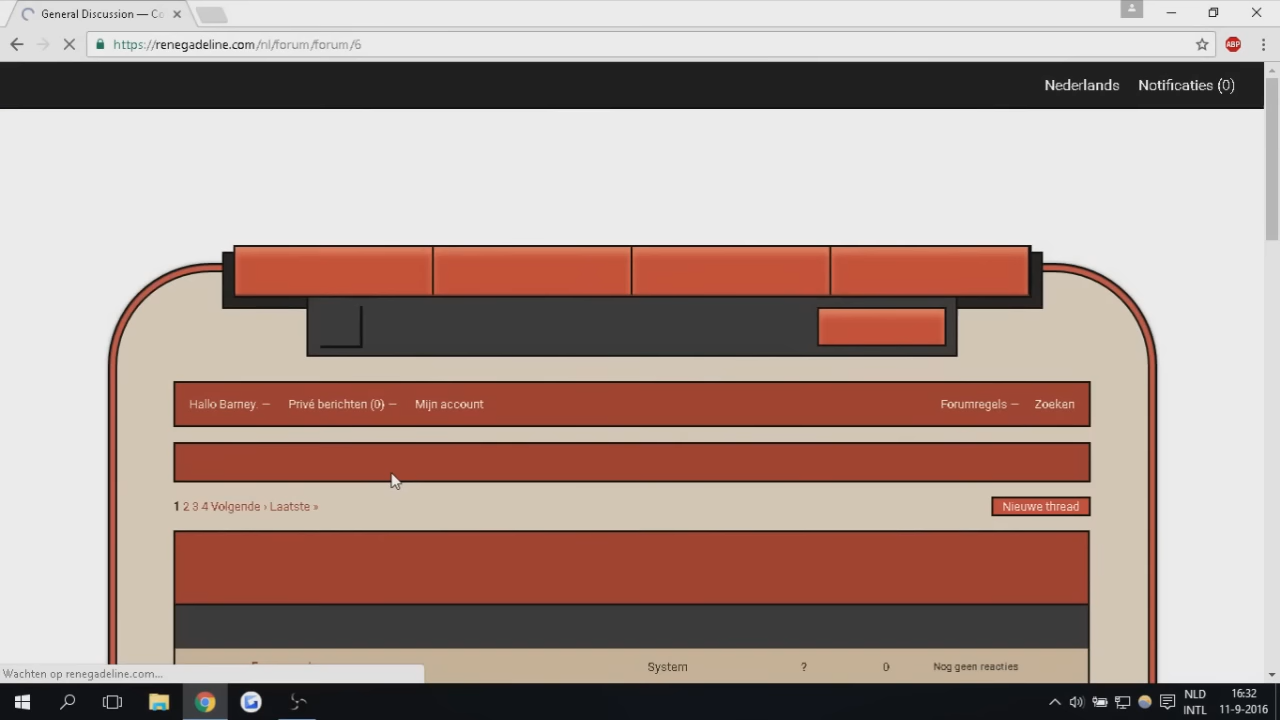 General Discussion — Co
https://renegadeline.com/nl/forum/forum/6
ABP
Nederlands Notificaties (0)
Hallo Barney. — Privé berichten (0) — Mijn account Forumregels — Zoeken
1 2 3 4 Volgende › Laatste » Nieuwe thread
System ? 0 Nog geen reacties
Wachten op renegadeline.com...
NLD 16:32
INTL 11-9-2016